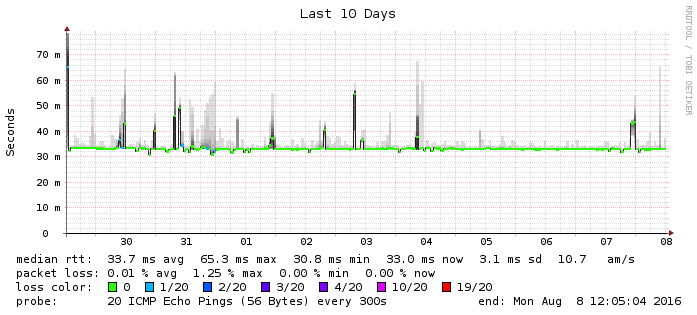 Last 10 Days
RRDTOOL / TOBI OETIKER
Seconds
70 m
60 m
50 m
40 m
30 m
20 m
10 m
0
30 31 01 02 03 04 05 06 07 08
median rtt: 33.7 ms avg 65.3 ms max 30.8 ms min 33.0 ms now 3.1 ms sd 10.7 am/s
packet loss: 0.01 % avg 1.25 % max 0.00 % min 0.00 % now
loss color: 0 1/20 2/20 3/20 4/20 10/20 19/20
probe: 20 ICMP Echo Pings (56 Bytes) every 300s end: Mon Aug 8 12:05:04 2016